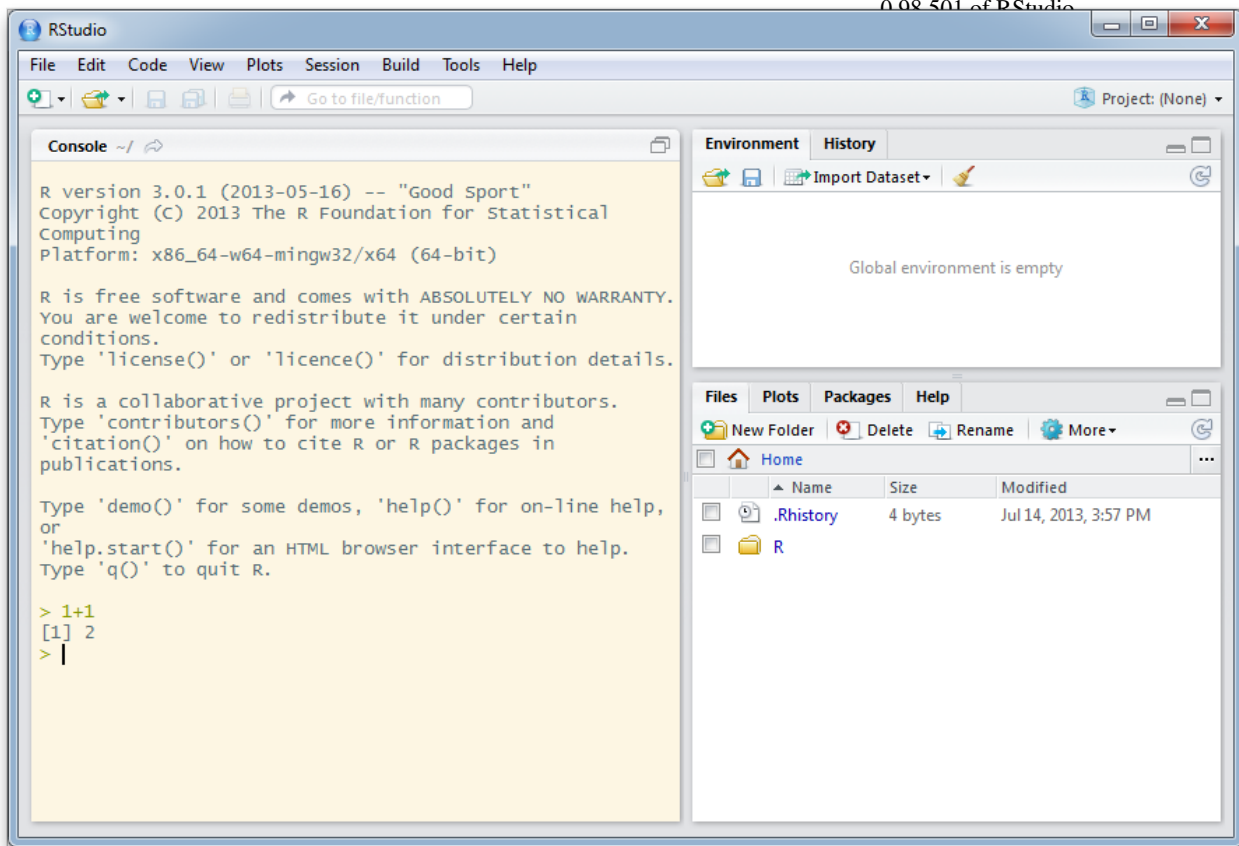 0.98.501 of RStudio
RStudio
File Edit Code View Plots Session Build Tools Help
Go to file/function
Project: (None)
Console ~/
R version 3.0.1 (2013-05-16) -- "Good Sport"
Copyright (C) 2013 The R Foundation for Statistical
Computing
Platform: x86_64-w64-mingw32/x64 (64-bit)
R is free software and comes with ABSOLUTELY NO WARRANTY.
You are welcome to redistribute it under certain
conditions.
Type 'license()' or 'licence()' for distribution details.
R is a collaborative project with many contributors.
Type 'contributors()' for more information and
'citation()' on how to cite R or R packages in
publications.
Type 'demo()' for some demos, 'help()' for on-line help,
or
'help.start()' for an HTML browser interface to help.
Type 'q()' to quit R.
> 1+1
[1] 2
>
Environment History
Import Dataset
Global environment is empty
Files Plots Packages Help
New Folder Delete Rename More
Home ...
Name Size Modified
.Rhistory 4 bytes Jul 14, 2013, 3:57 PM
R